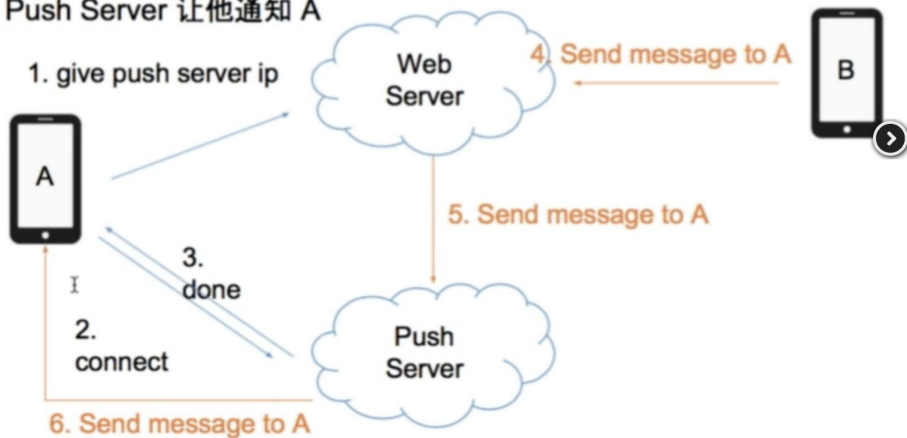 Push Server 让他通知 A
1. give push server ip
Web
Server
4. Send message to A
B
A
5. Send message to A
3.
done
2.
connect
Push
Server
6. Send message to A